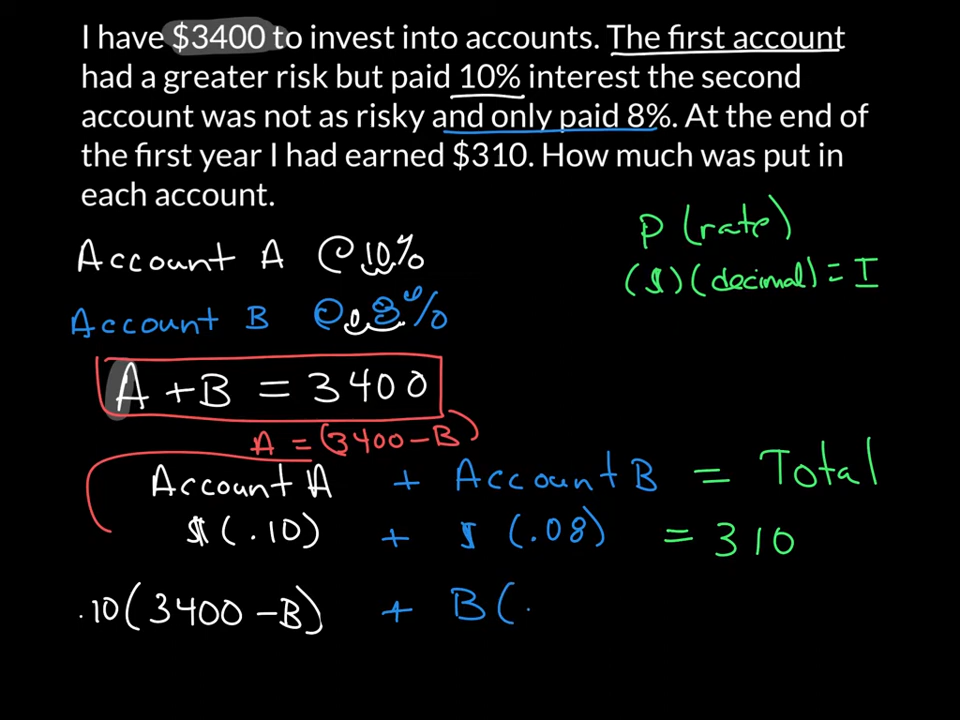 I have $3400 to invest into accounts. The first account
had a greater risk but paid 10% interest the second
account was not as risky and only paid 8%. At the end of
the first year I had earned $310. How much was put in
each account.
P (rate)
($)(decimal) = I
Account A @ 10%
Account B @ 8%
A + B = 3400
A = (3400 - B)
Account A + Account B = Total
$ (.10) + $ (.08) = 310
.10(3400 - B) + B(.